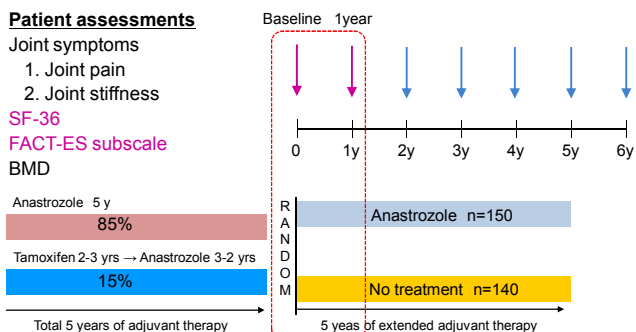 Patient assessments
Joint symptoms
1. Joint pain
2. Joint stiffness
SF-36
FACT-ES subscale
BMD
Baseline 1year
0 1y 2y 3y 4y 5y 6y
Anastrozole 5 y
85%
Tamoxifen 2-3 yrs → Anastrozole 3-2 yrs
15%
Total 5 years of adjuvant therapy
RANDOM
Anastrozole n=150
No treatment n=140
5 yeas of extended adjuvant therapy